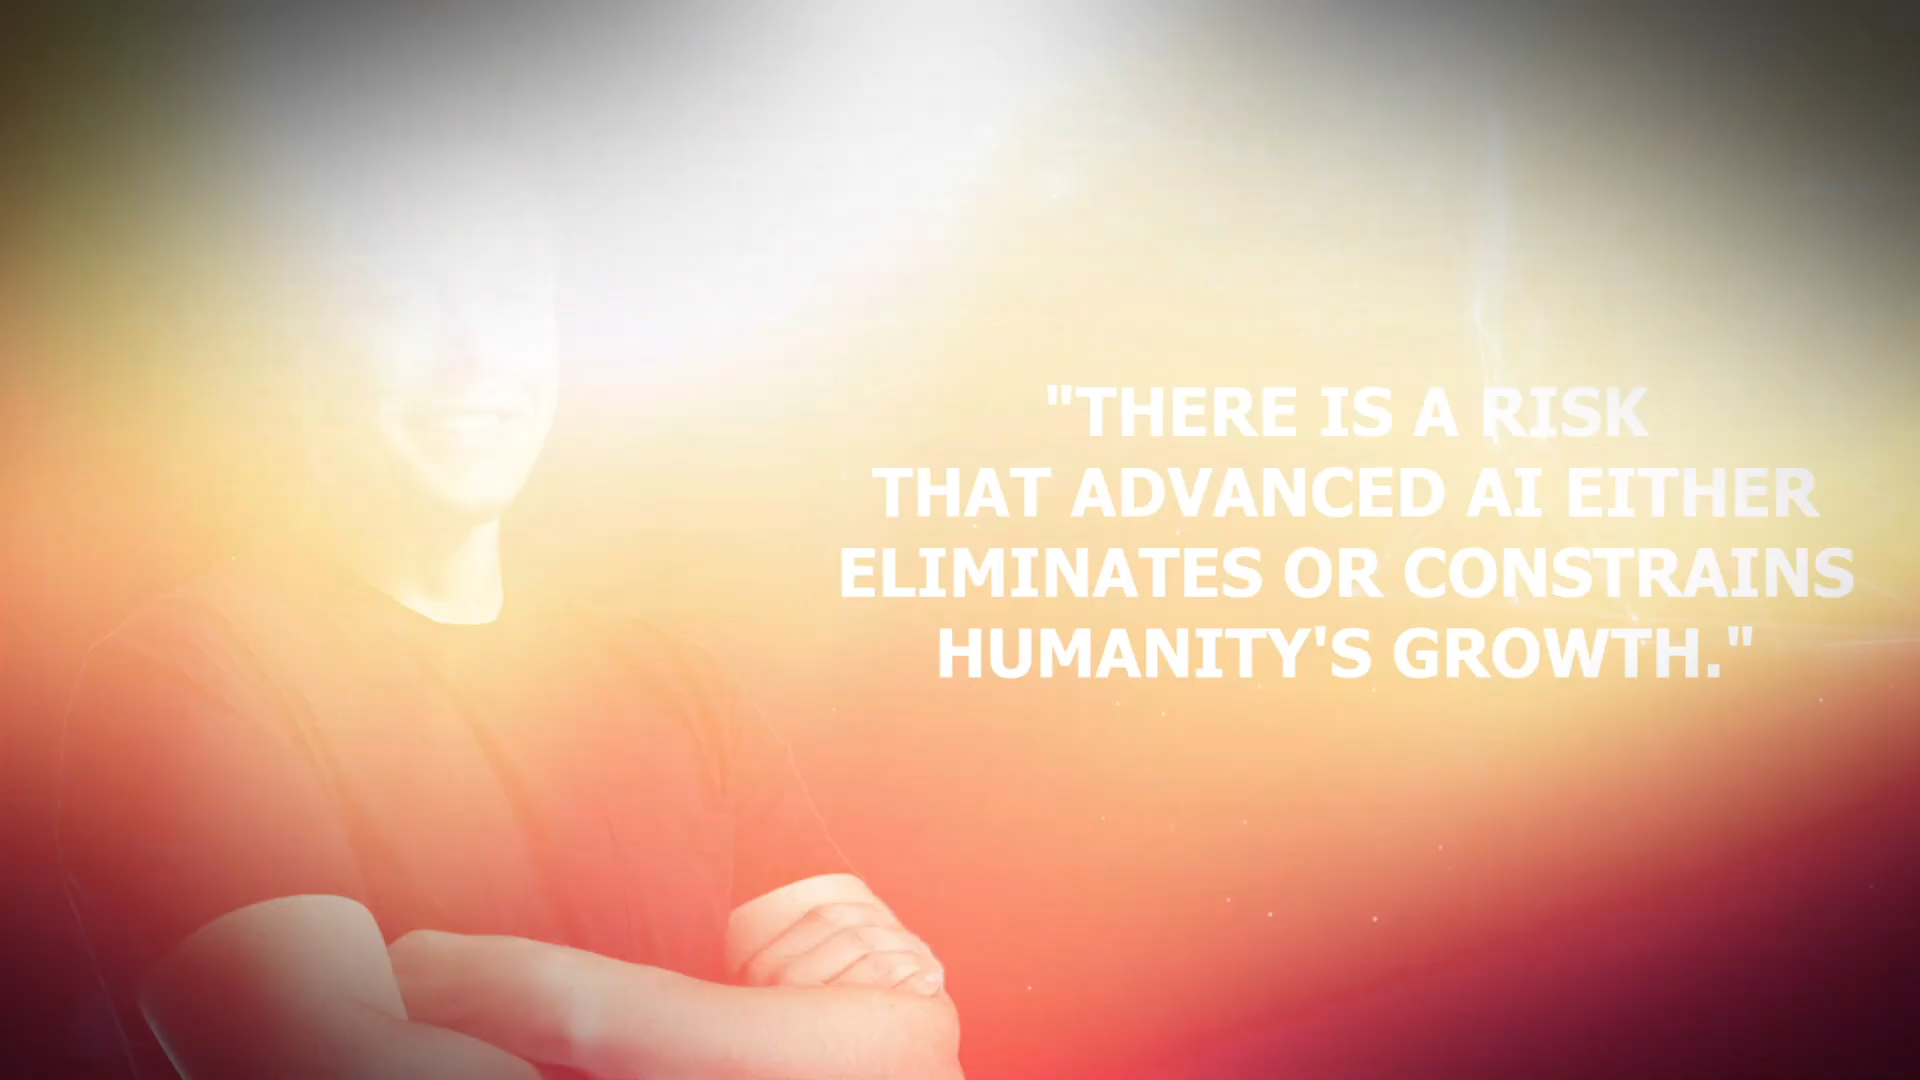 "THERE IS A RISK
THAT ADVANCED AI EITHER
ELIMINATES OR CONSTRAINS
HUMANITY'S GROWTH."